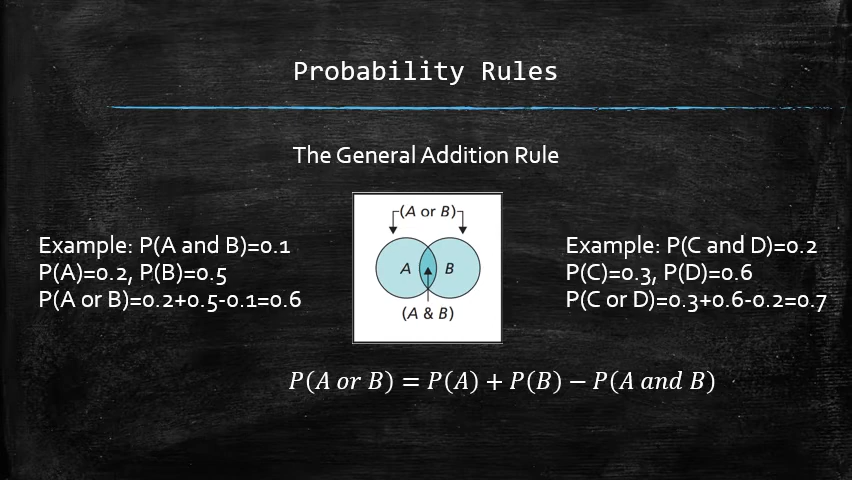 Probability Rules
The General Addition Rule
Example: P(A and B)=0.1
P(A)=0.2, P(B)=0.5
P(A or B)=0.2+0.5-0.1=0.6
(A or B)
A B
(A & B)
Example: P(C and D)=0.2
P(C)=0.3, P(D)=0.6
P(C or D)=0.3+0.6-0.2=0.7
P(A or B) = P(A) + P(B) − P(A and B)